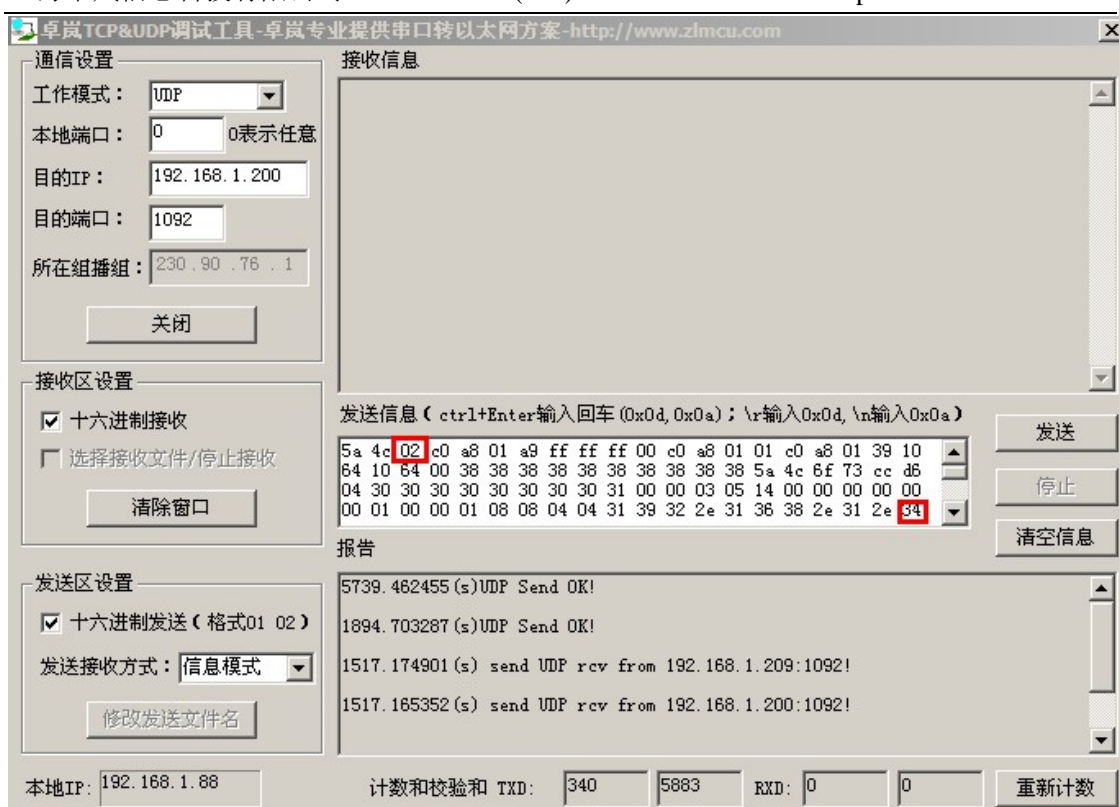 卓岚TCP&UDP调试工具-卓岚专业提供串口转以太网方案-http://www.zlmcu.com
通信设置
工作模式： UDP
本地端口： 0 0表示任意
目的IP： 192.168.1.200
目的端口： 1092
所在组播组： 230.90.76.1
关闭
接收区设置
十六进制接收
选择接收文件/停止接收
清除窗口
发送区设置
十六进制发送（格式01 02）
发送接收方式： 信息模式
修改发送文件名
接收信息
发送信息（ctrl+Enter输入回车(0x0d,0x0a)；\r输入0x0d,\n输入0x0a）
5a 4c 02 c0 a8 01 a9 ff ff ff 00 c0 a8 01 01 c0 a8 01 39 10
64 10 64 00 38 38 38 38 38 38 38 38 38 38 5a 4c 6f 73 cc d6
04 30 30 30 30 30 30 30 30 31 00 00 03 05 14 00 00 00 00 00
00 01 00 00 01 08 08 04 04 31 39 32 2e 31 36 38 2e 31 2e 34
发送
停止
清空信息
报告
5739.462455(s)UDP Send OK!
1894.703287(s)UDP Send OK!
1517.174901(s) send UDP rcv from 192.168.1.209:1092!
1517.165352(s) send UDP rcv from 192.168.1.200:1092!
本地IP: 192.168.1.88 计数和校验和 TXD: 340 5883 RXD: 0 0 重新计数